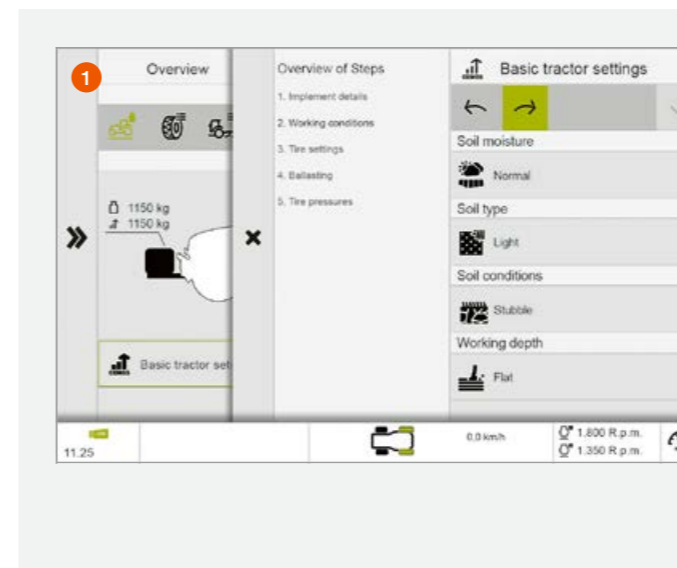 1
Overview
1150 kg
1150 kg
Basic tractor set
Overview of Steps
1. Implement details
2. Working conditions
3. Tire settings
4. Ballasting
5. Tire pressures
Basic tractor settings
Soil moisture
Normal
Soil type
Light
Soil conditions
Stubble
Working depth
Flat
11.25
0,0 km/h
1.800 R.p.m.
1.350 R.p.m.